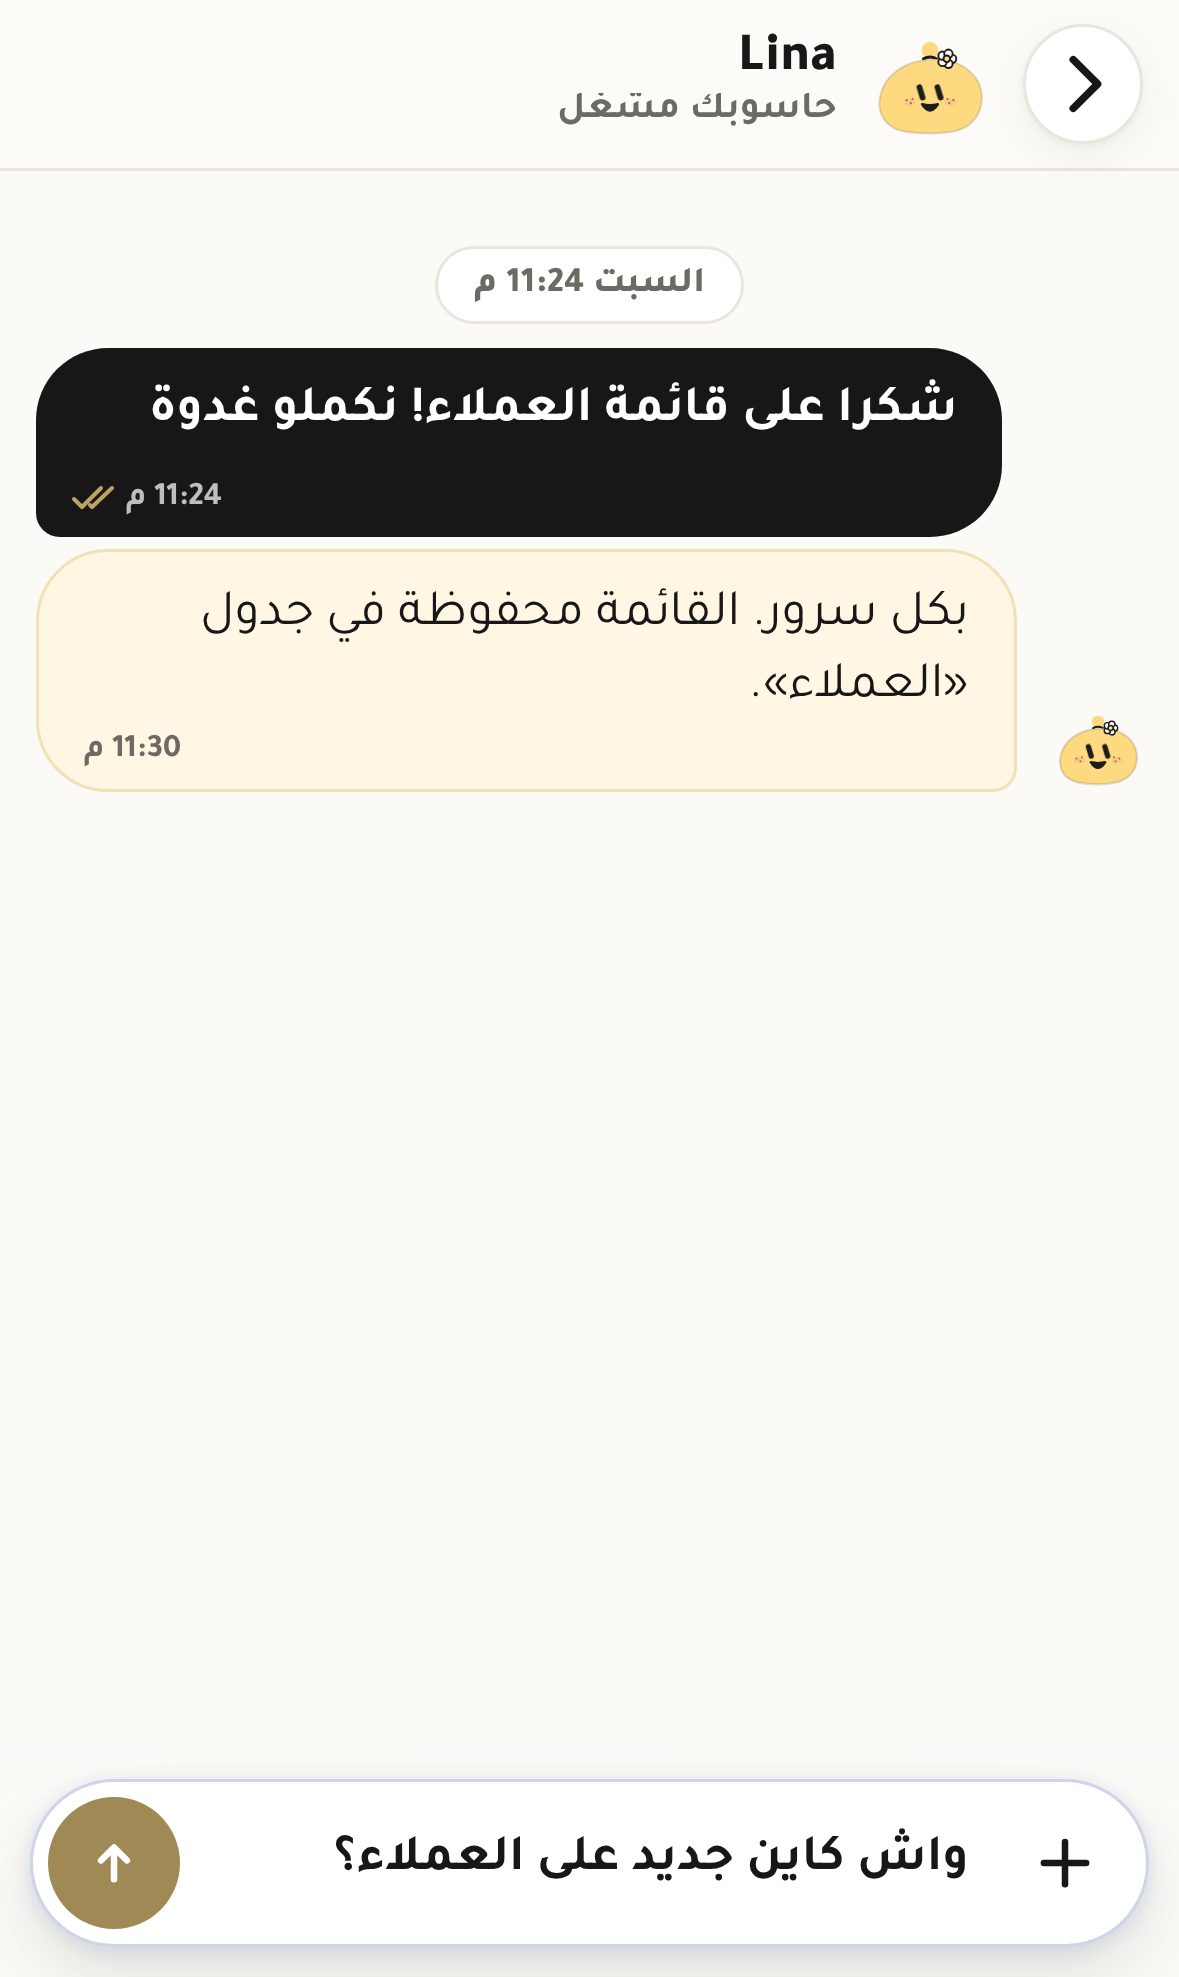 Lina
حاسوبك مشغل
السبت 11:24 م
شكرا على قائمة العملاء! نكملو غدوة
11:24 م
بكل سرور. القائمة محفوظة في جدول
«العملاء».
11:30 م
واش كاين جديد على العملاء؟